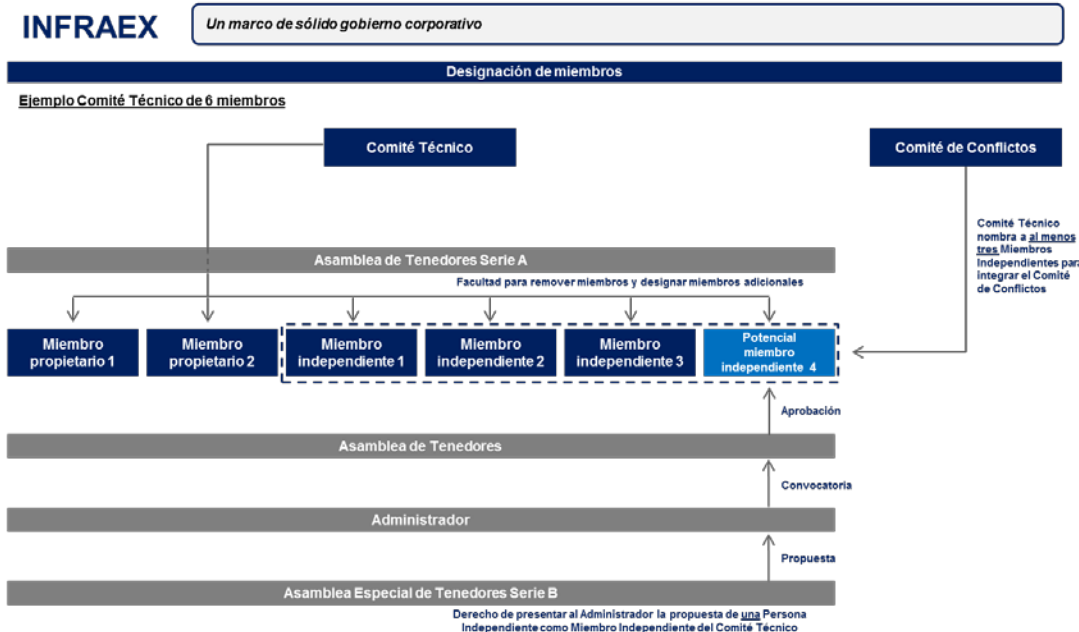 INFRAEX
Un marco de sólido gobierno corporativo
Designación de miembros
Ejemplo Comité Técnico de 6 miembros
Comité Técnico
Comité de Conflictos
Comité Técnico
nombra a al menos
tres Miembros
Independientes para
integrar el Comité
de Conflictos
Asamblea de Tenedores Serie A
Facultad para remover miembros y designar miembros adicionales
Miembro
propietario 1
Miembro
propietario 2
Miembro
independiente 1
Miembro
independiente 2
Miembro
independiente 3
Potencial
miembro
independiente 4
Aprobación
Asamblea de Tenedores
Convocatoria
Administrador
Propuesta
Asamblea Especial de Tenedores Serie B
Derecho de presentar al Administrador la propuesta de una Persona
Independiente como Miembro Independiente del Comité Técnico